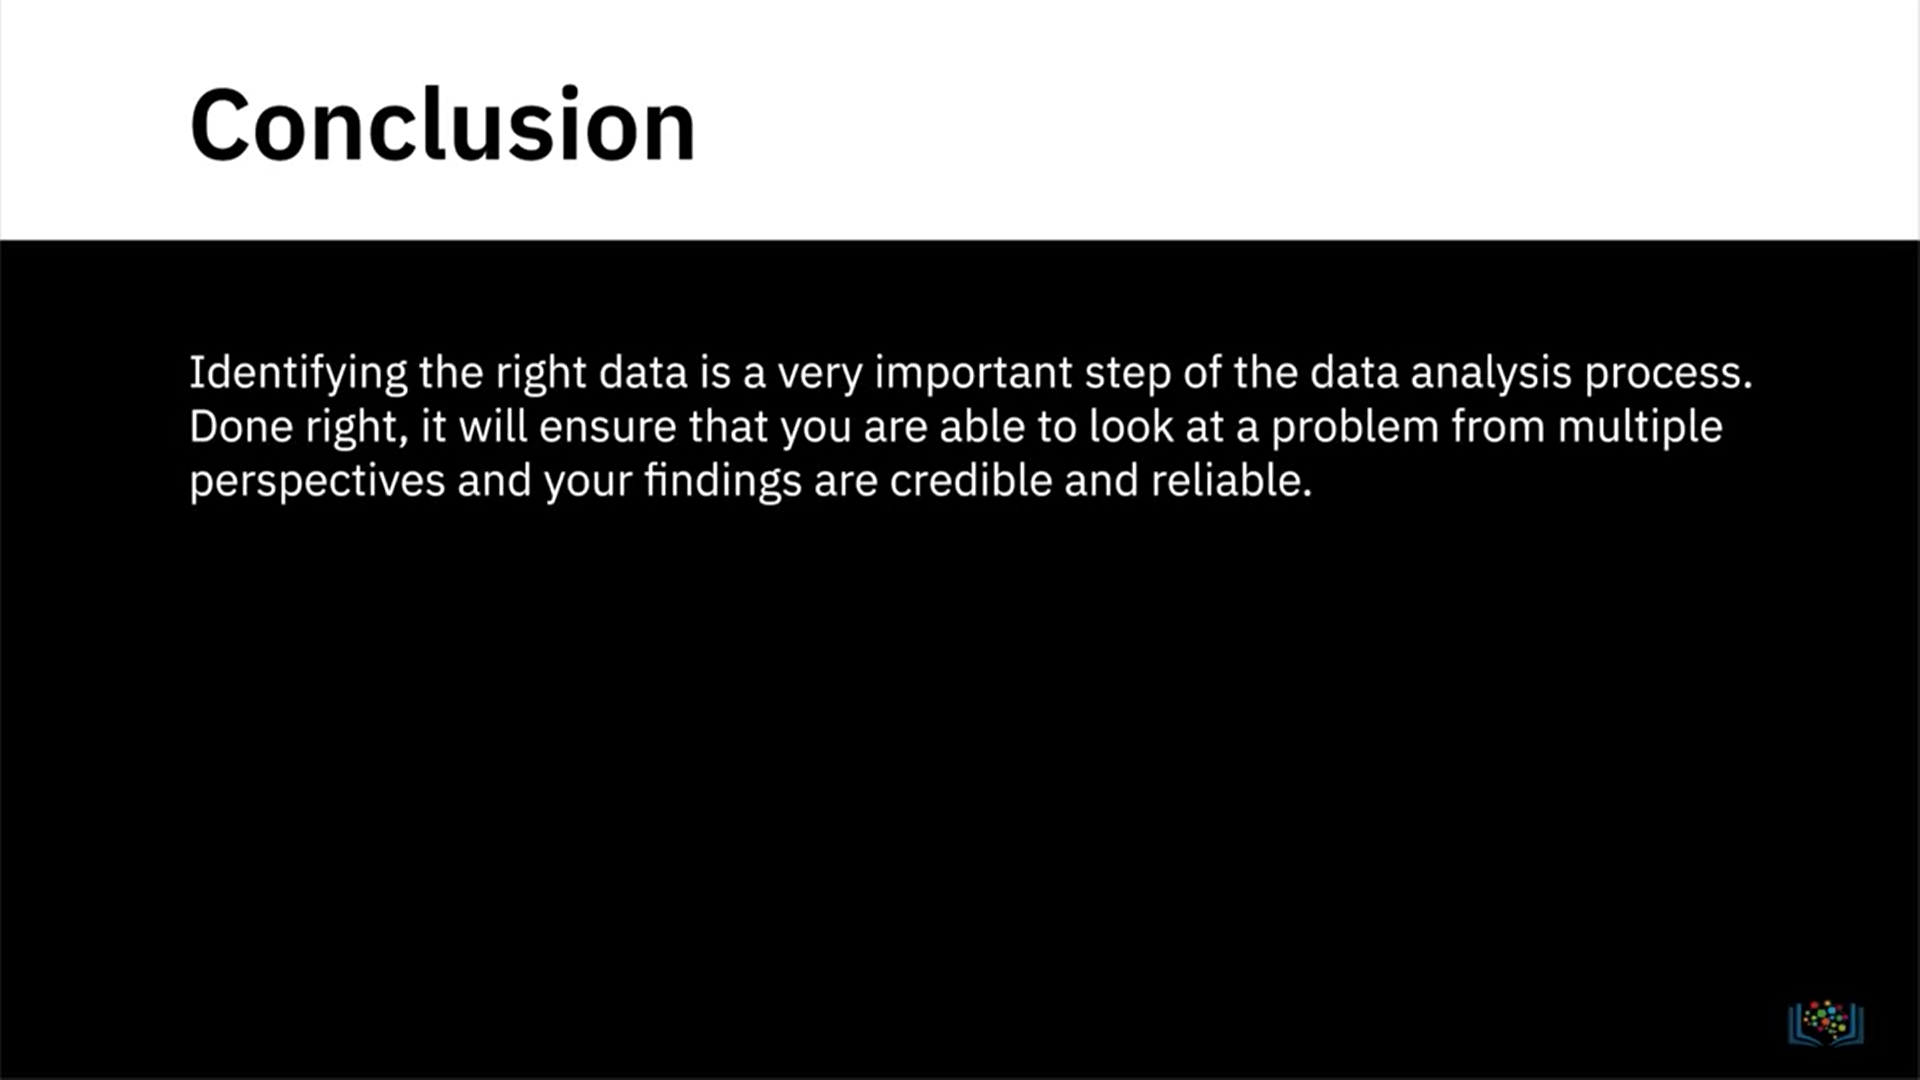 Conclusion
Identifying the right data is a very important step of the data analysis process.
Done right, it will ensure that you are able to look at a problem from multiple
perspectives and your findings are credible and reliable.